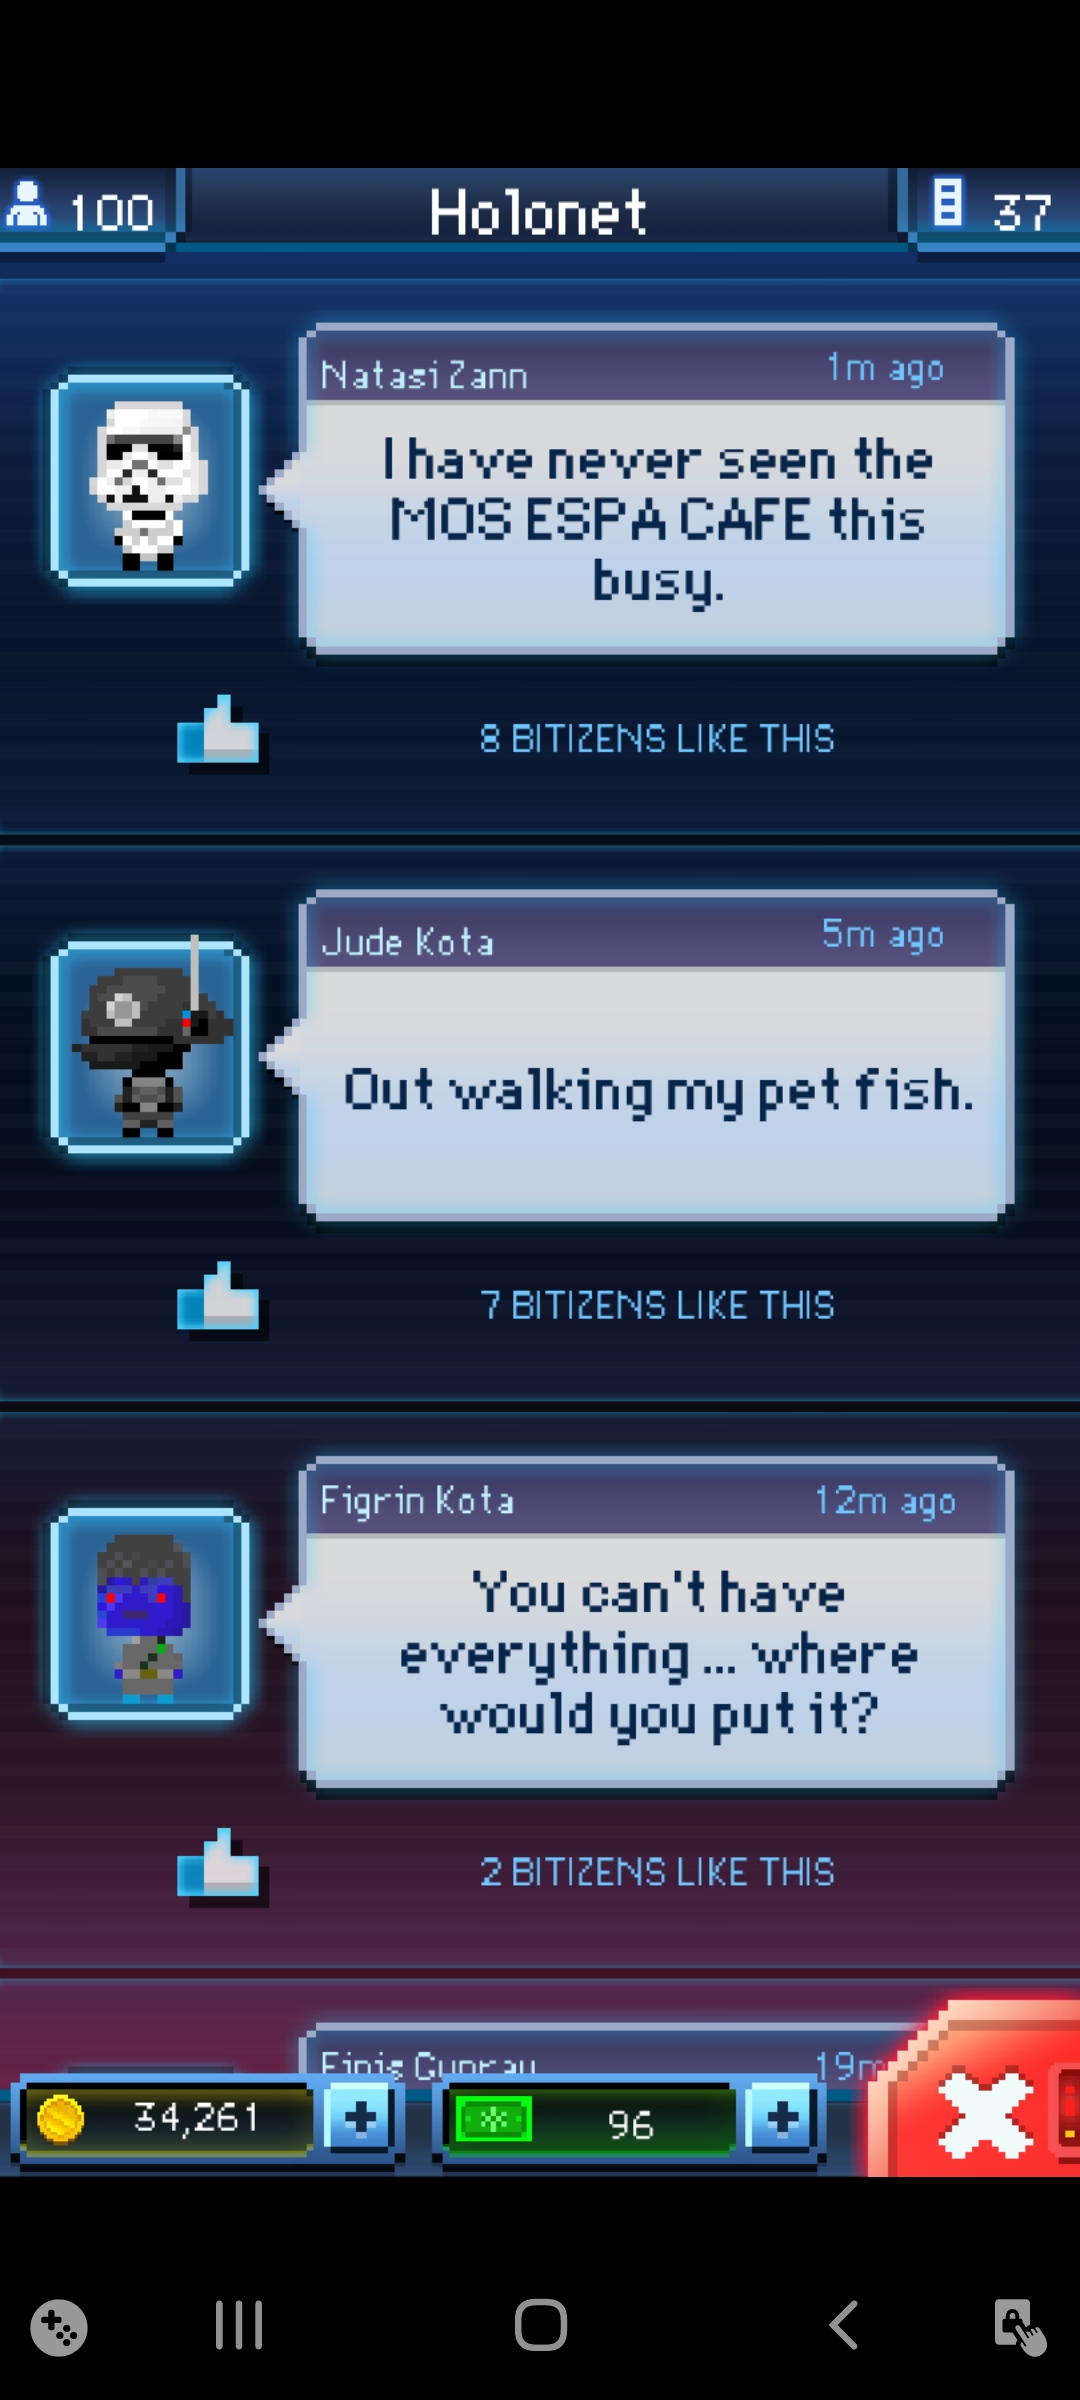 100
Holonet
37
Natasi Zann
1m ago
I have never seen the
MOS ESPA CAFE this
busy.
8 BITIZENS LIKE THIS
Jude Kota
5m ago
Out walking my pet fish.
7 BITIZENS LIKE THIS
Figrin Kota
12m ago
You can't have
everything ... where
would you put it?
2 BITIZENS LIKE THIS
Finis Gunray
19m
34,261
96